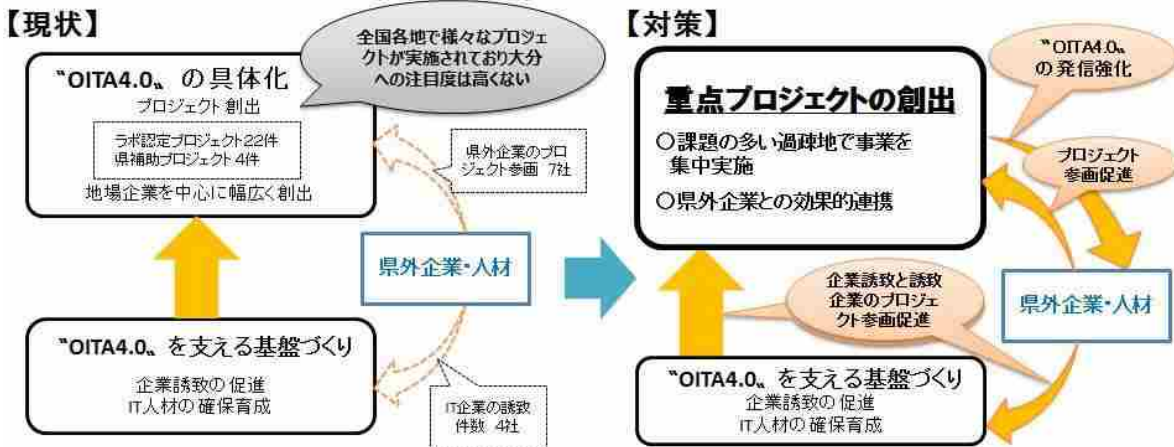 【現状】
全国各地で様々なプロジェ
クトが実施されており大分
への注目度は高くない
〝OITA4.0〟の具体化
プロジェクト創出
ラボ認定プロジェクト22件
県補助プロジェクト4件
地場企業を中心に幅広く創出
県外企業のプロ
ジェクト参画 7社
県外企業・人材
〝OITA4.0〟を支える基盤づくり
企業誘致の促進
IT人材の確保育成
IT企業の誘致
件数 4社
【対策】
〝OITA4.0〟
の発信強化
重点プロジェクトの創出
○課題の多い過疎地で事業を
集中実施
○県外企業との効果的連携
プロジェクト
参画促進
企業誘致と誘致
企業のプロジェ
クト参画促進
県外企業・人材
〝OITA4.0〟を支える基盤づくり
企業誘致の促進
IT人材の確保育成